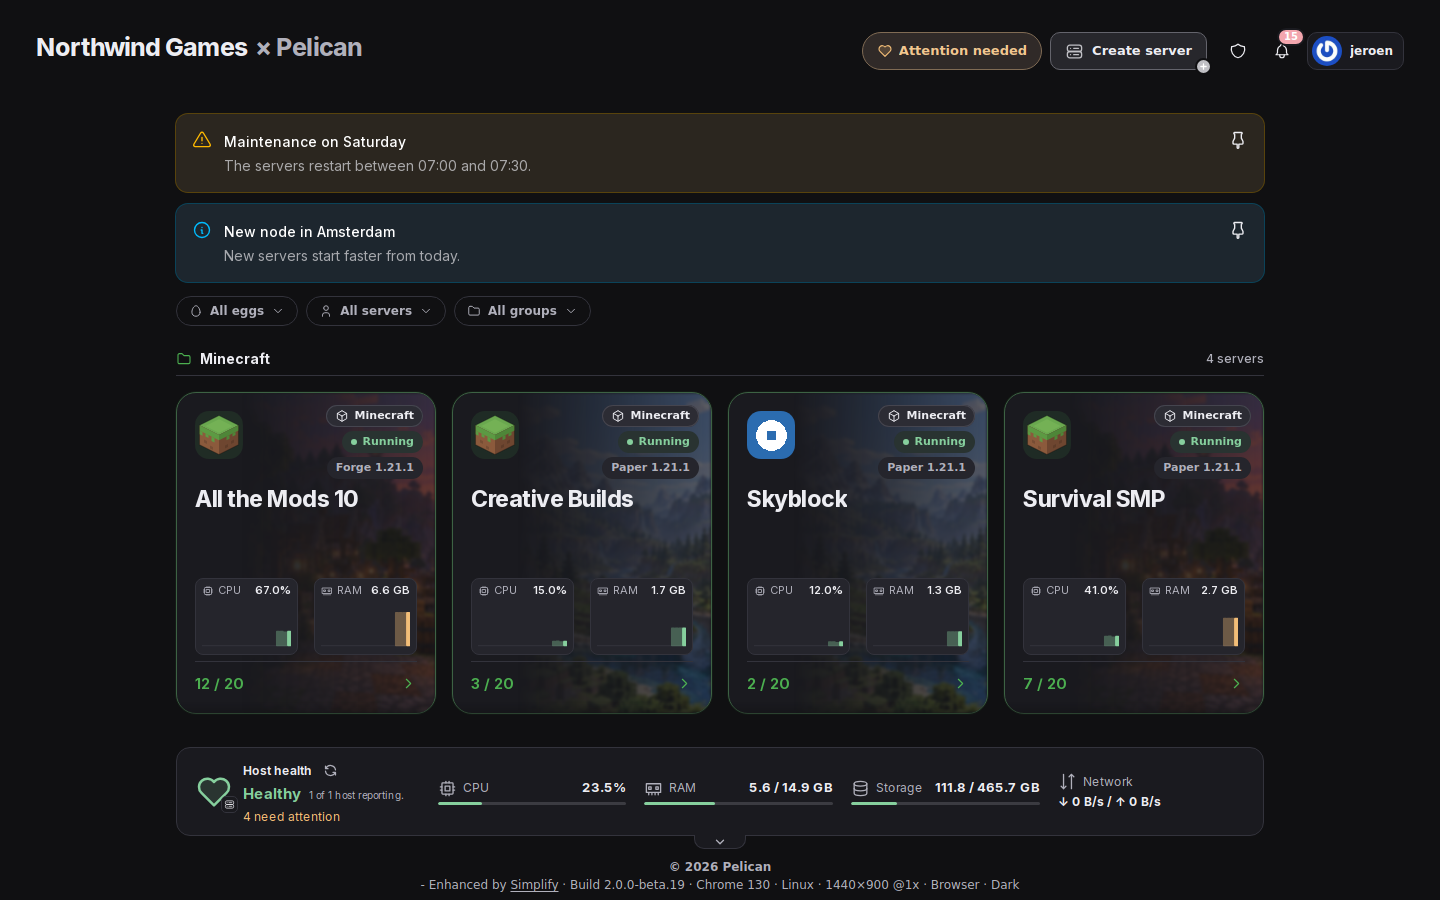 Northwind Games × Pelican
Attention needed
Create server
15
jeroen
Maintenance on Saturday
The servers restart between 07:00 and 07:30.
New node in Amsterdam
New servers start faster from today.
All eggs
All servers
All groups
Minecraft
4 servers
Minecraft
Running
Forge 1.21.1
All the Mods 10
CPU 67.0%
RAM 6.6 GB
12 / 20
Minecraft
Running
Paper 1.21.1
Creative Builds
CPU 15.0%
RAM 1.7 GB
3 / 20
Minecraft
Running
Paper 1.21.1
Skyblock
CPU 12.0%
RAM 1.3 GB
2 / 20
Minecraft
Running
Paper 1.21.1
Survival SMP
CPU 41.0%
RAM 2.7 GB
7 / 20
Host health
Healthy 1 of 1 host reporting.
4 need attention
CPU 23.5%
RAM 5.6 / 14.9 GB
Storage 111.8 / 465.7 GB
Network
↓ 0 B/s / ↑ 0 B/s
© 2026 Pelican
- Enhanced by Simplify · Build 2.0.0-beta.19 · Chrome 130 · Linux · 1440×900 @1x · Browser · Dark